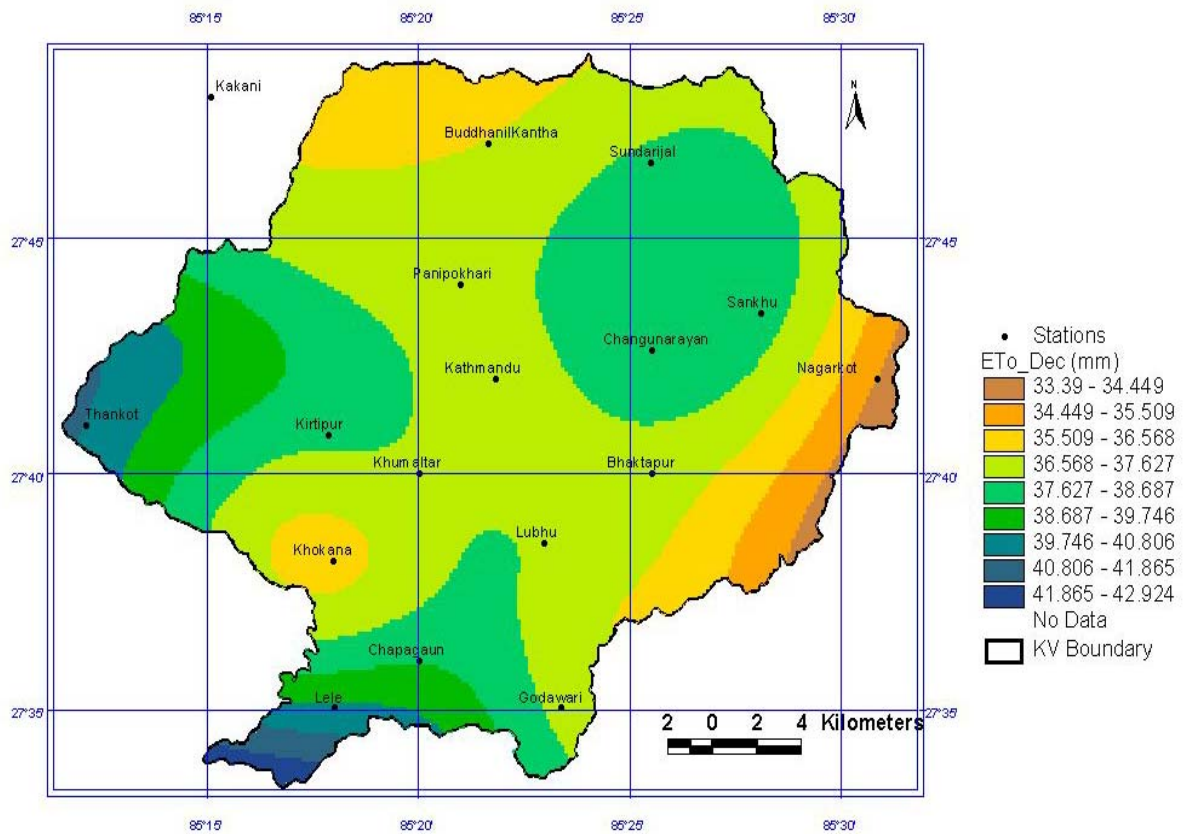 85°15' 85°20' 85°25' 85°30'
N
Kakani
BuddhanilKantha
Sundarijal
27°45' 27°45'
Panipokhari
Sankhu
Changunarayan
Kathmandu
Nagarkot
Thankot
Kirtipur
Khumaltar
Bhaktapur
27°40' 27°40'
Lubhu
Khokana
Chapagaun
Lele
Godawari
27°35' 27°35'
2 0 2 4 Kilometers
85°15' 85°20' 85°25' 85°30'
Stations
ETo_Dec (mm)
33.39 - 34.449
34.449 - 35.509
35.509 - 36.568
36.568 - 37.627
37.627 - 38.687
38.687 - 39.746
39.746 - 40.806
40.806 - 41.865
41.865 - 42.924
No Data
KV Boundary